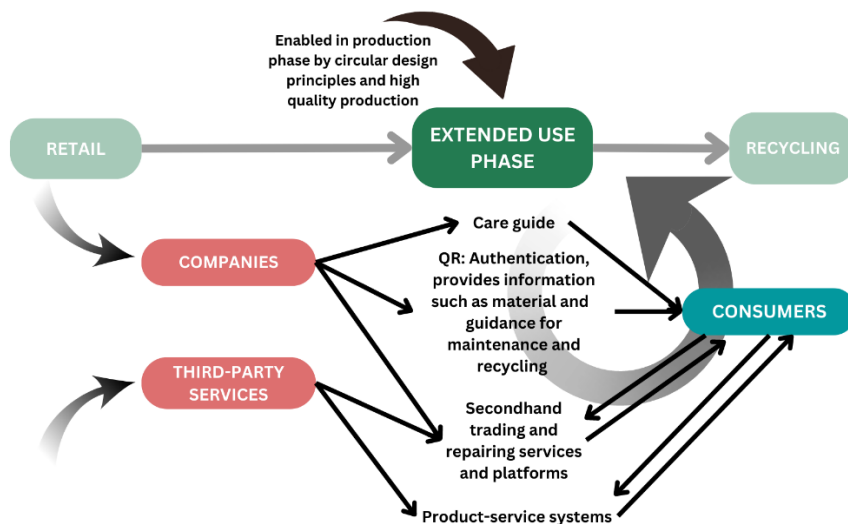 Enabled in production
phase by circular design
principles and high
quality production
RETAIL
EXTENDED USE
PHASE
RECYCLING
Care guide
COMPANIES
QR: Authentication,
provides information
such as material and
guidance for
maintenance and
recycling
CONSUMERS
THIRD-PARTY
SERVICES
Secondhand
trading and
repairing services
and platforms
Product-service systems